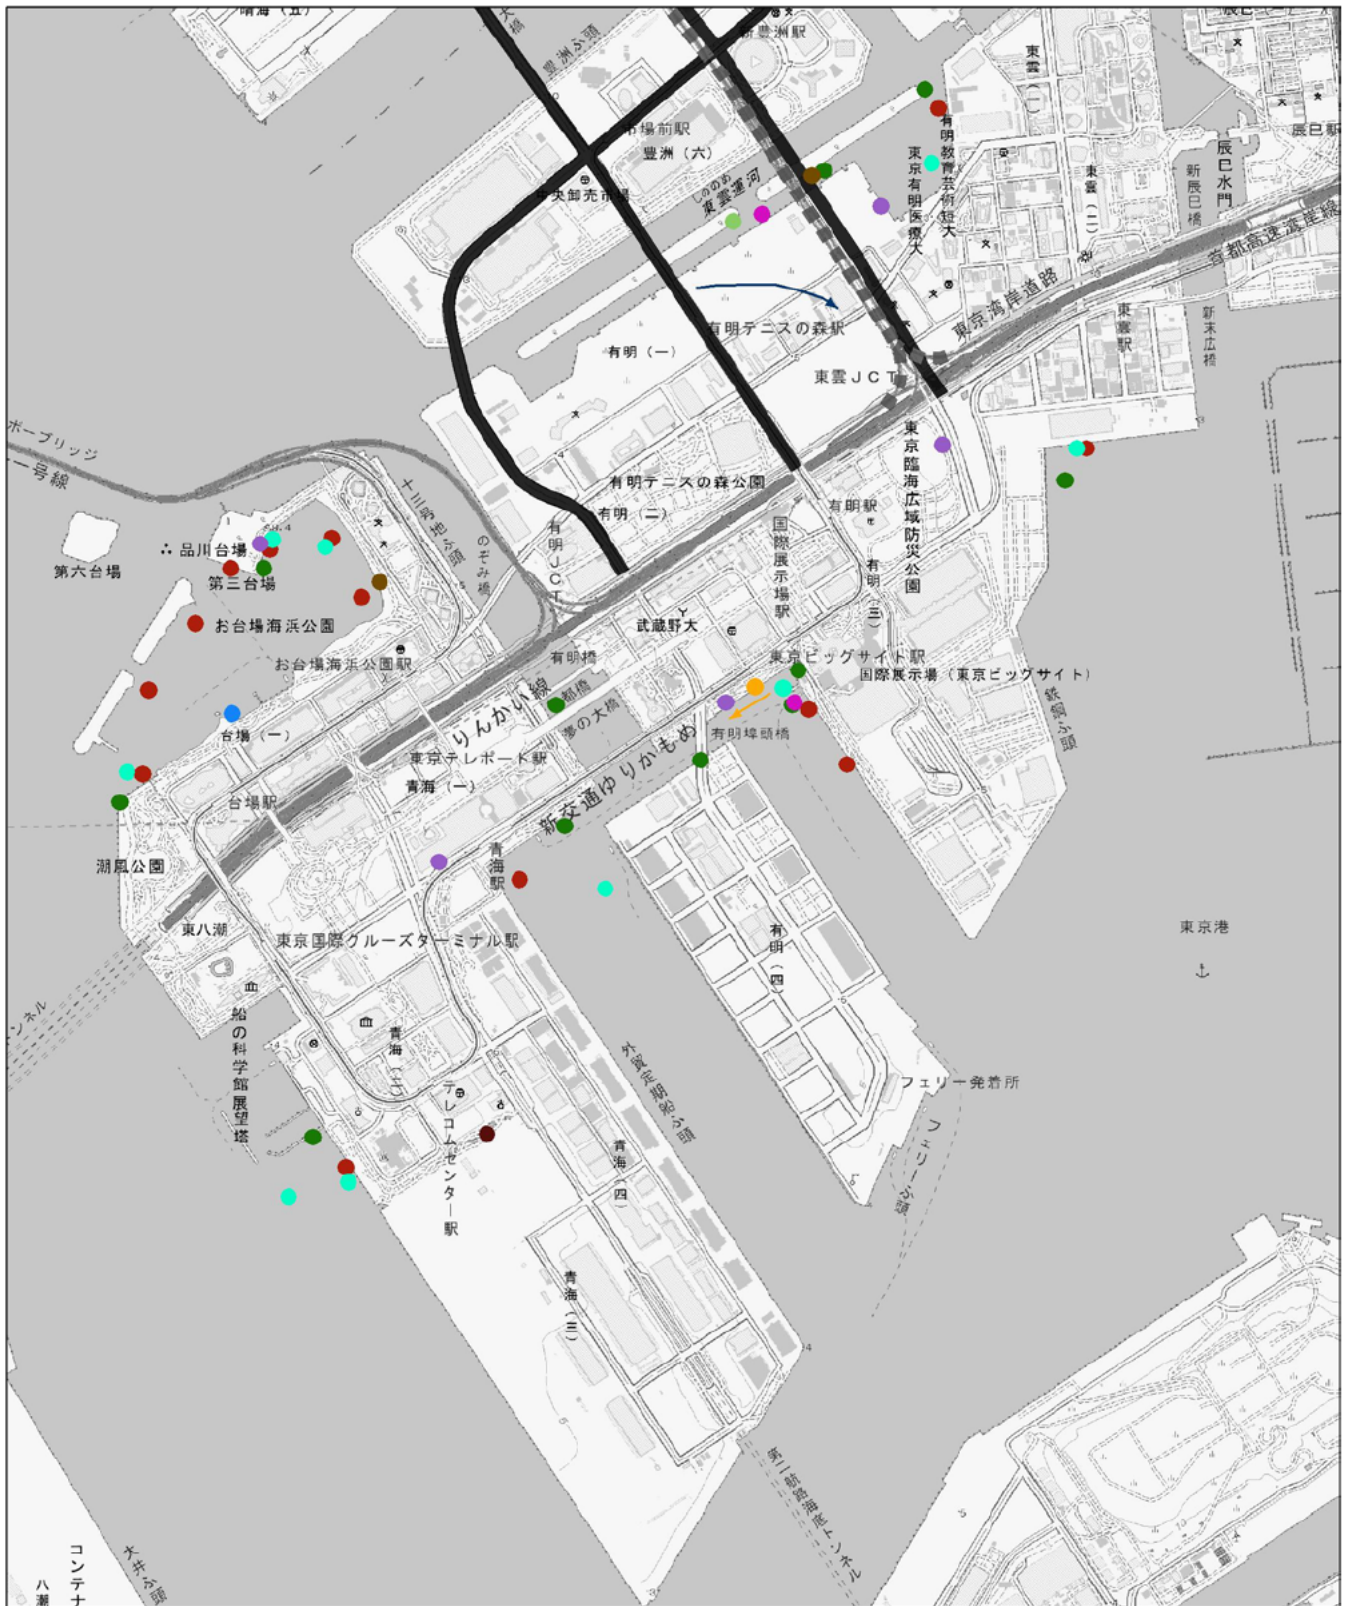 晴海（五）
大橋
豊洲ふ頭
新豊洲駅
東雲（一）
辰巳（一）
市場前駅
豊洲（六）
辰巳駅
中央卸売市場
しののめ
東雲運河
有明教育芸術短大
東京有明医療大
東雲（二）
新辰巳橋
辰巳水門
首都高速湾岸線
東京湾岸道路
有明テニスの森駅
有明（一）
東雲ＪＣＴ
東雲駅
新末広橋
ーブリッジ
一号線
十三号地ふ頭
のぞみ橋
有明ＪＣＴ
有明テニスの森公園
有明（二）
有明駅
国際展示場駅
東京臨海広域防災公園
有明（三）
品川台場
第六台場
第三台場
お台場海浜公園
お台場海浜公園駅
武蔵野大
有明橋
東京ビッグサイト駅
国際展示場（東京ビッグサイト）
鉄鋼ふ頭
りんかい線
都橋
夢の大橋
有明埠頭橋
台場（一）
東京テレポート駅
青海（一）
新交通ゆりかもめ
台場駅
潮風公園
青海駅
東八潮
東京国際クルーズターミナル駅
有明（四）
東京港
ンネル
船の科学館展望塔
青海（二）
テレコムセンター駅
外貿定期船ふ頭
青海（四）
フェリー発着所
フェリーふ頭
青海（三）
第二航路海底トンネル
コンテナ
八潮
大井ふ頭